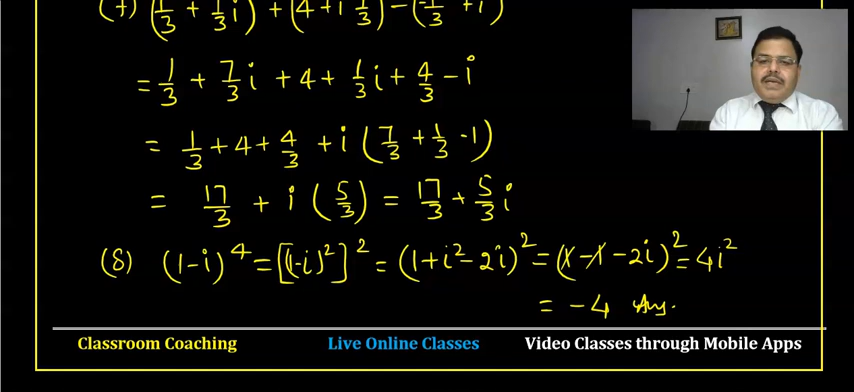 (7) (1/3 + 7/3 i) + (4 + i 1/3) − (−4/3 + i)
= 1/3 + 7/3 i + 4 + 1/3 i + 4/3 − i
= 1/3 + 4 + 4/3 + i (7/3 + 1/3 − 1)
= 17/3 + i (5/3) = 17/3 + 5/3 i
(8) (1−i)^4 = [(1−i)^2]^2 = (1 + i^2 − 2i)^2 = (1 − 1 − 2i)^2 = 4i^2
= −4 Ans.
Classroom Coaching Live Online Classes Video Classes through Mobile Apps